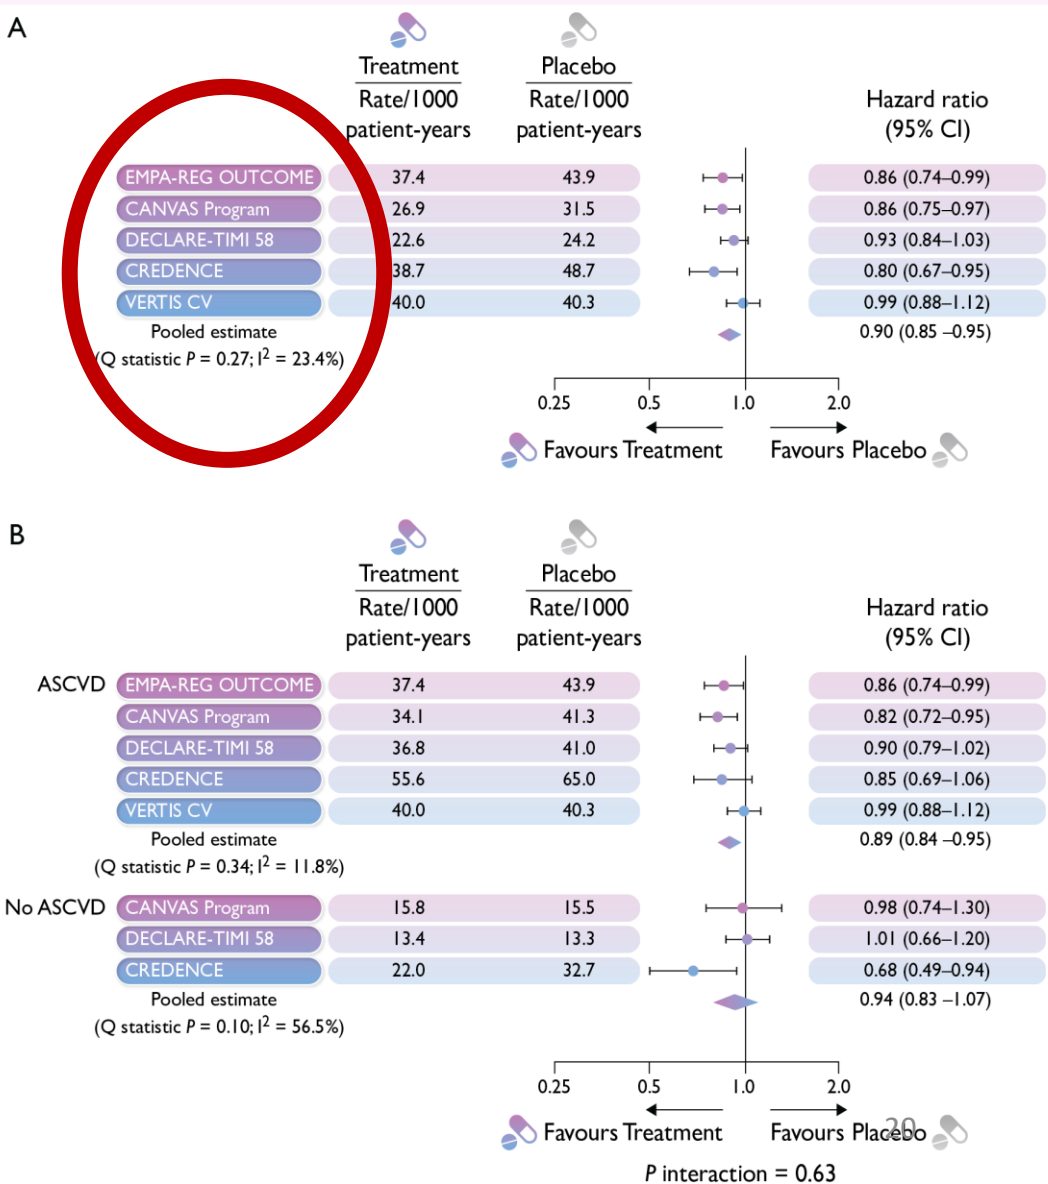 A
Treatment Placebo
Rate/1000 Rate/1000 Hazard ratio
patient-years patient-years (95% CI)
EMPA-REG OUTCOME 37.4 43.9 0.86 (0.74–0.99)
CANVAS Program 26.9 31.5 0.86 (0.75–0.97)
DECLARE-TIMI 58 22.6 24.2 0.93 (0.84–1.03)
CREDENCE 38.7 48.7 0.80 (0.67–0.95)
VERTIS CV 40.0 40.3 0.99 (0.88–1.12)
Pooled estimate 0.90 (0.85 –0.95)
(Q statistic P = 0.27; I² = 23.4%)
0.25 0.5 1.0 2.0
Favours Treatment Favours Placebo
B
Treatment Placebo
Rate/1000 Rate/1000 Hazard ratio
patient-years patient-years (95% CI)
ASCVD EMPA-REG OUTCOME 37.4 43.9 0.86 (0.74–0.99)
CANVAS Program 34.1 41.3 0.82 (0.72–0.95)
DECLARE-TIMI 58 36.8 41.0 0.90 (0.79–1.02)
CREDENCE 55.6 65.0 0.85 (0.69–1.06)
VERTIS CV 40.0 40.3 0.99 (0.88–1.12)
Pooled estimate 0.89 (0.84 –0.95)
(Q statistic P = 0.34; I² = 11.8%)
No ASCVD CANVAS Program 15.8 15.5 0.98 (0.74–1.30)
DECLARE-TIMI 58 13.4 13.3 1.01 (0.66–1.20)
CREDENCE 22.0 32.7 0.68 (0.49–0.94)
Pooled estimate 0.94 (0.83 –1.07)
(Q statistic P = 0.10; I² = 56.5%)
0.25 0.5 1.0 2.0
Favours Treatment Favours Placebo
20
P interaction = 0.63